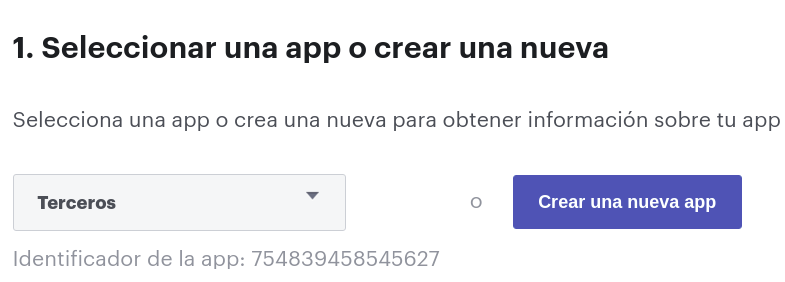 1. Seleccionar una app o crear una nueva
Selecciona una app o crea una nueva para obtener información sobre tu app
Terceros
o
Crear una nueva app
Identificador de la app: 754839458545627